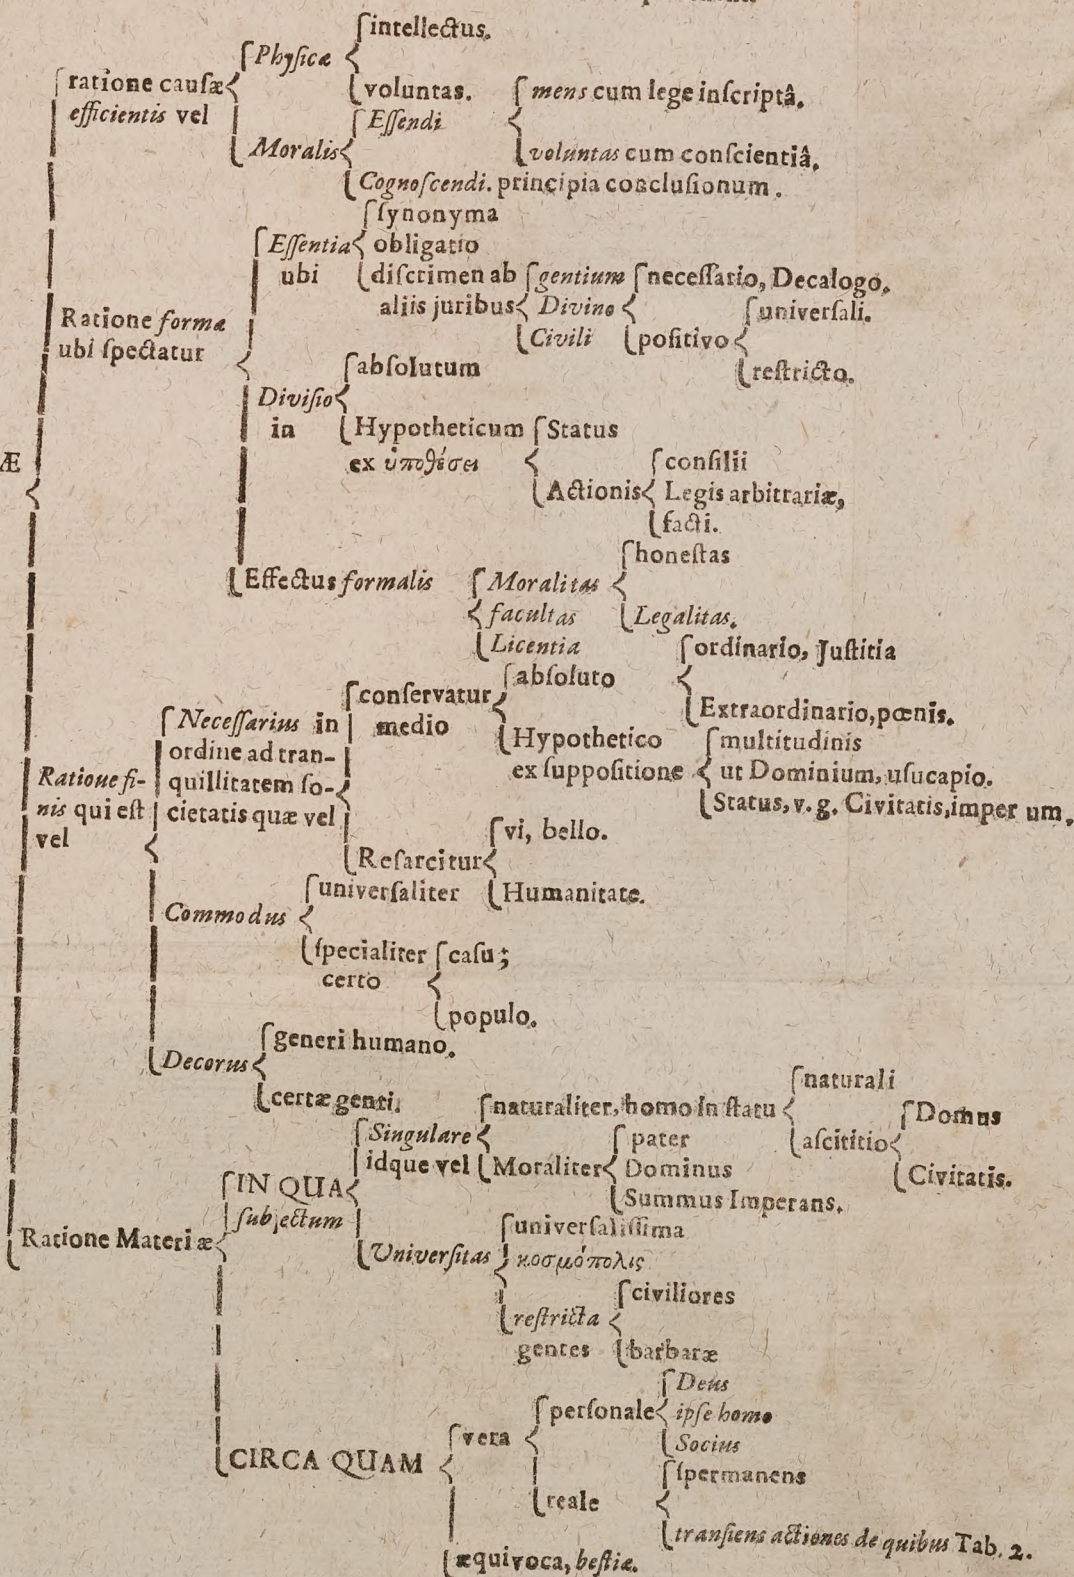 intellectus.
Physicæ
voluntas.
ratione cauſæ
efficientis vel
mens cum lege inſcriptâ.
Eſſendi
Moralis
voluntas cum conſcientiâ.
Cognoſcendi. principia concluſionum.
ſynonyma
Eſſentia obligatio
ubi diſcrimen ab gentium neceſſario, Decalogo.
aliis juribus Divino univerſali.
Civili poſitivo
reſtricto.
Ratione formæ
ubi ſpectatur
abſolutum
Diviſio
in Hypotheticum Status
ex ὑποθέσει conſilii
Actionis Legis arbitrariæ,
facti.
Æ
honeſtas
Effectus formalis Moralitas
facultas Legalitas.
Licentia ordinario, Juſtitia
abſoluto
conſervatur
Extraordinario, pœnis.
Neceſſarius in medio
Hypothetico multitudinis
ordine ad tran-
ex ſuppoſitione ut Dominium, uſucapio.
quillitatem ſo-
Status, v. g. Civitatis, imper um.
Ratione fi-
nis qui eſt cietatis quæ vel
vel
vi, bello.
Reſarcitur
univerſaliter Humanitate.
Commodus
ſpecialiter caſu;
certo
populo.
generi humano.
Decorus
certæ genti.
naturali
naturaliter, homo in ſtatu Domus
Singulare aſcititio
idque vel pater
Moraliter Dominus Civitatis.
Summus Imperans.
IN QUA
ſubjectum
Ratione Materiæ
univerſaliſſima
Univerſitas κοσμόπολις
civiliores
reſtricta
gentes barbaræ
Deus
perſonale ipſe homo
Socius
vera
CIRCA QUAM
ſpermanens
reale
tranſiens actiones de quibus Tab. 2.
æquivoca, beſtiæ.